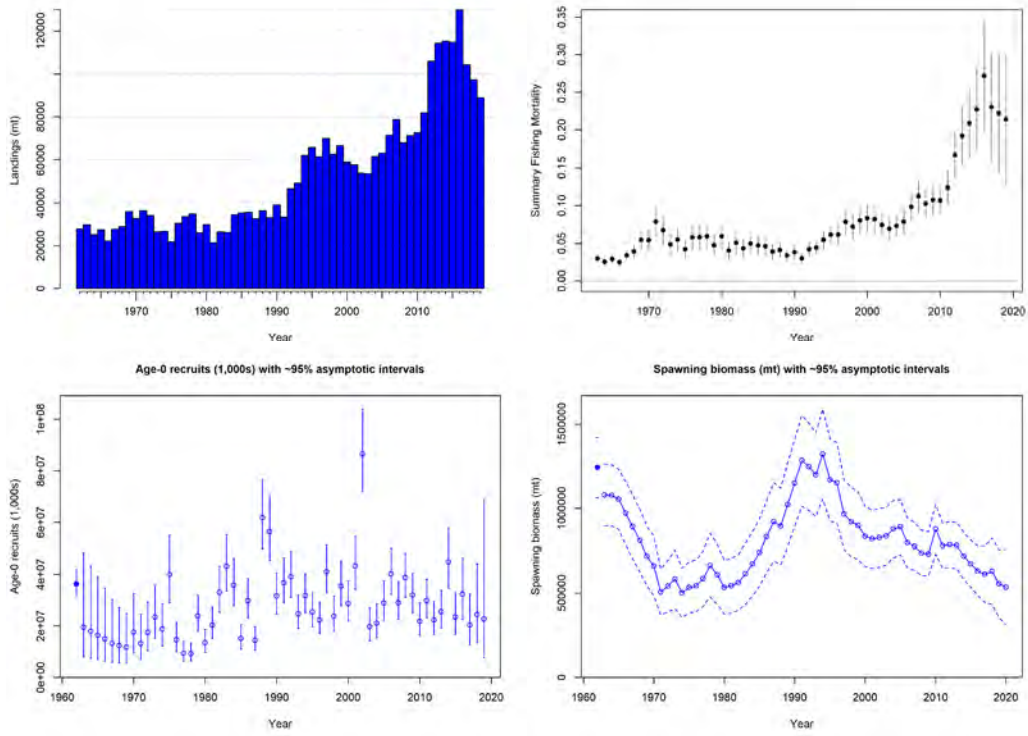 Landings (mt)
120000
80000
60000
40000
20000
0
1970
1980
1990
2000
2010
Year
Summary Fishing Mortality
0.35
0.30
0.25
0.20
0.15
0.10
0.05
0.00
1970
1980
1990
2000
2010
2020
Year
Age-0 recruits (1,000s) with ~95% asymptotic intervals
Age-0 recruits (1,000s)
1e+08
8e+07
6e+07
4e+07
2e+07
0e+00
1960
1970
1980
1990
2000
2010
2020
Year
Spawning biomass (mt) with ~95% asymptotic intervals
Spawning biomass (mt)
1500000
1000000
500000
0
1960
1970
1980
1990
2000
2010
2020
Year